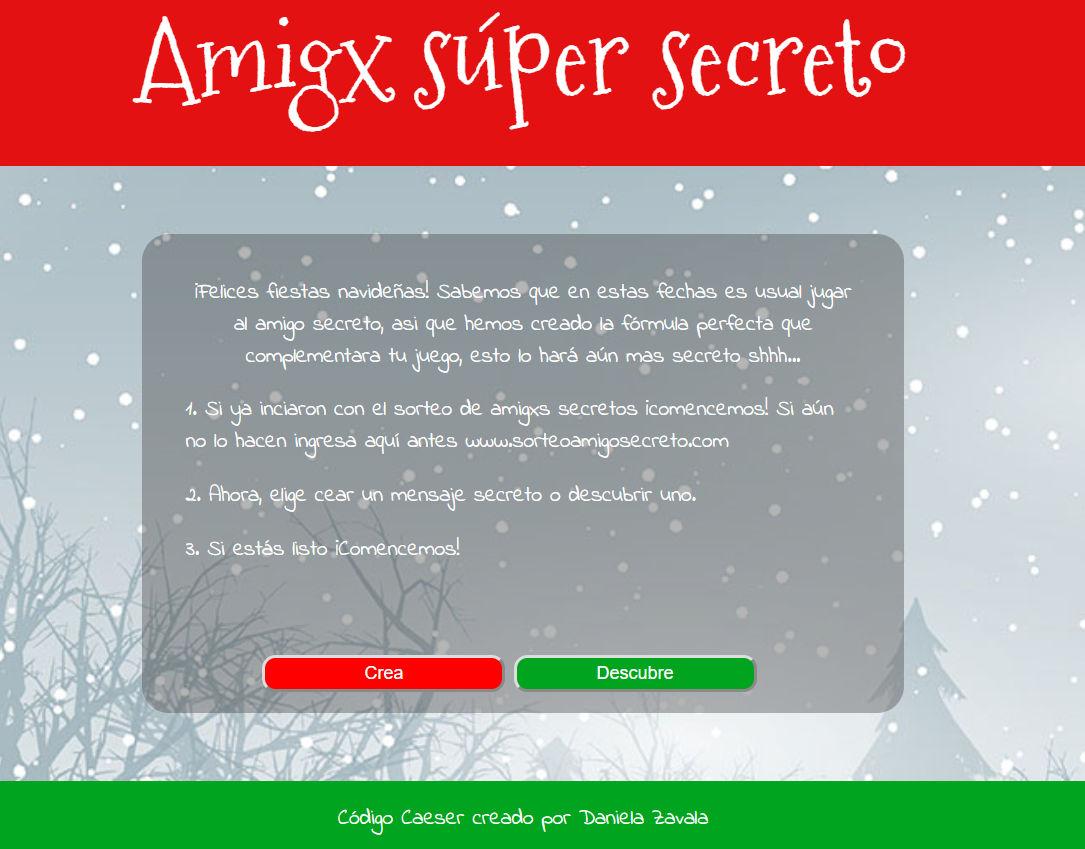 Amigx súper secreto
¡Felices fiestas navideñas! Sabemos que en estas fechas es usual jugar
al amigo secreto, asi que hemos creado la fórmula perfecta que
complementara tu juego, esto lo hará aún mas secreto shhh...
1. Si ya inciaron con el sorteo de amigxs secretos ¡comencemos! Si aún
no lo hacen ingresa aquí antes www.sorteoamigosecreto.com
2. Ahora, elige cear un mensaje secreto o descubrir uno.
3. Si estás listo ¡Comencemos!
Crea
Descubre
Código Caeser creado por Daniela Zavala